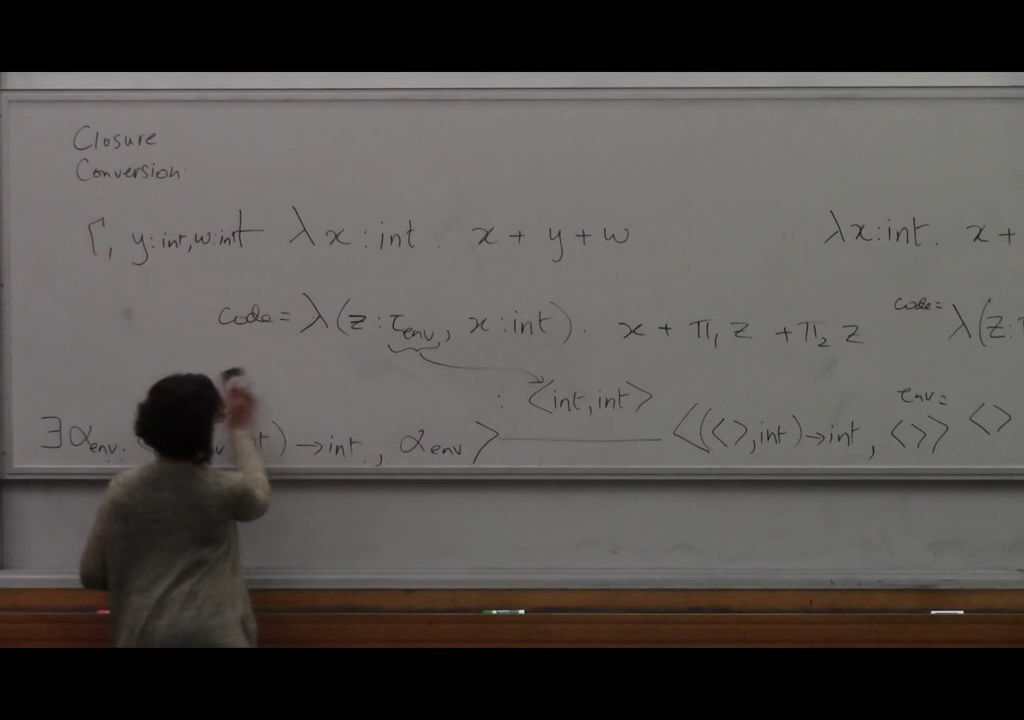 Closure
Conversion
Γ, y:int, w:int λx:int. x + y + w λx:int. x +
code = λ(z:τenv, x:int). x + π₁ z + π₂ z code = λ(z:τ
: <int, int> env =
∃αenv. ) → int, αenv > <((<>, int) → int, <>> <>